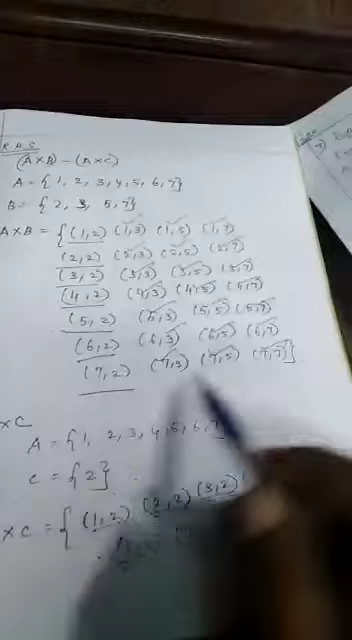 R.H.S
(A×B) - (A×C)
A = {1, 2, 3, 4, 5, 6, 7}
B = {2, 3, 5, 7}
A×B = {(1,2) (1,3) (1,5) (1,7)
(2,2) (2,3) (2,5) (2,7)
(3,2) (3,3) (3,5) (3,7)
(4,2) (4,3) (4,5) (4,7)
(5,2) (5,3) (5,5) (5,7)
(6,2) (6,3) (6,5) (6,7)
(7,2) (7,3) (7,5) (7,7)}
×C
A = {1, 2, 3, 4, 5, 6, 7
C = {2}
×C = {(1,2) (2,2) (3,2)